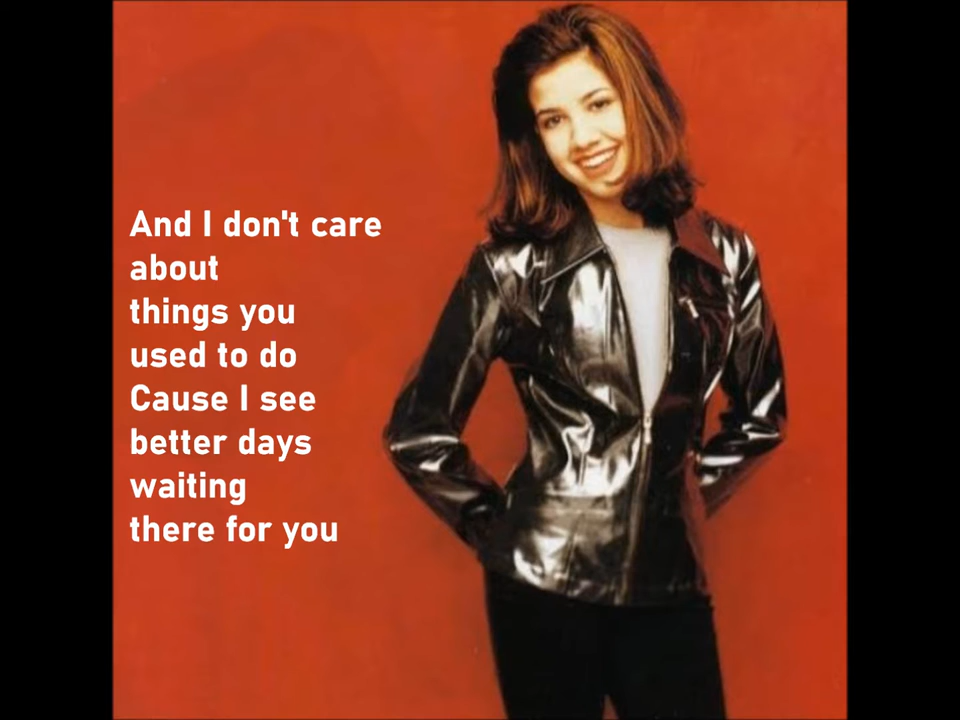 And I don't care
about
things you
used to do
Cause I see
better days
waiting
there for you